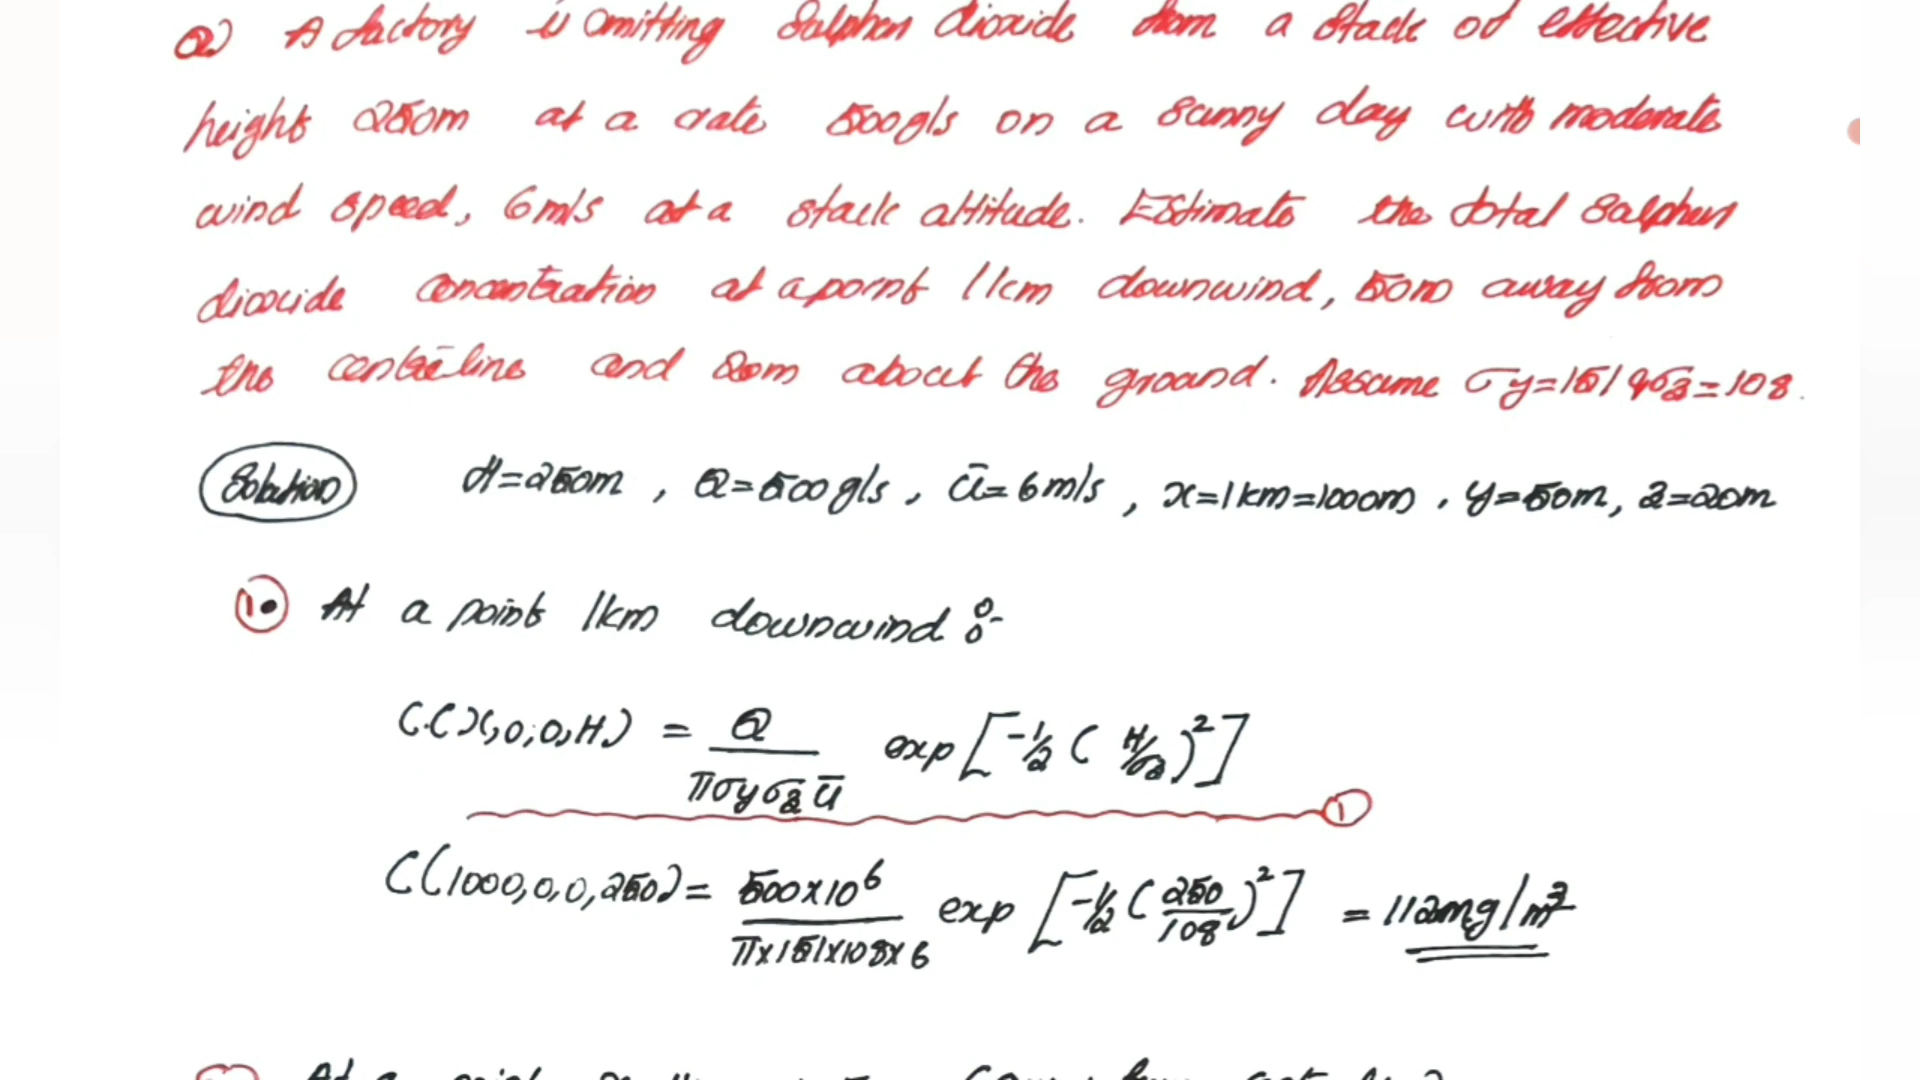 Q) A factory is emitting Sulphur dioxide from a stack of effective
height 250m at a rate 500g/s on a sunny day with moderate
wind speed, 6m/s at a stack altitude. Estimate the total Sulphur
dioxide concentration at a point 1km downwind, 50m away from
the centreline and 20m about the ground. Assume σy=151 & σz=108.
Solution H=250m, Q=500g/s, ū=6m/s, x=1km=1000m, y=50m, z=20m
1. At a point 1km downwind :-
C(x,0,0,H) = Q / πσyσzū exp[-1/2 (H/σz)²]
1
C(1000,0,0,250) = 500×10⁶ / π×151×108×6 exp[-1/2 (250/108)²] = 112mg/m³